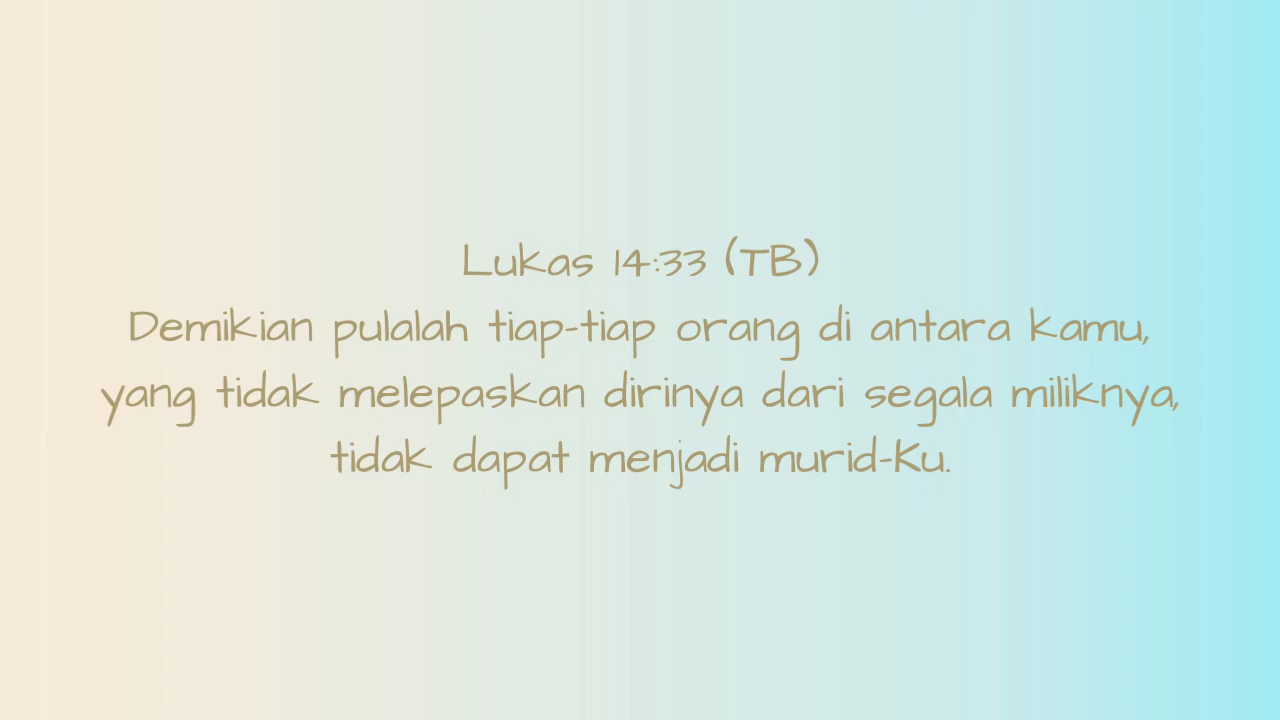 Lukas 14:33 (TB)
Demikian pulalah tiap-tiap orang di antara kamu,
yang tidak melepaskan dirinya dari segala miliknya,
tidak dapat menjadi murid-Ku.